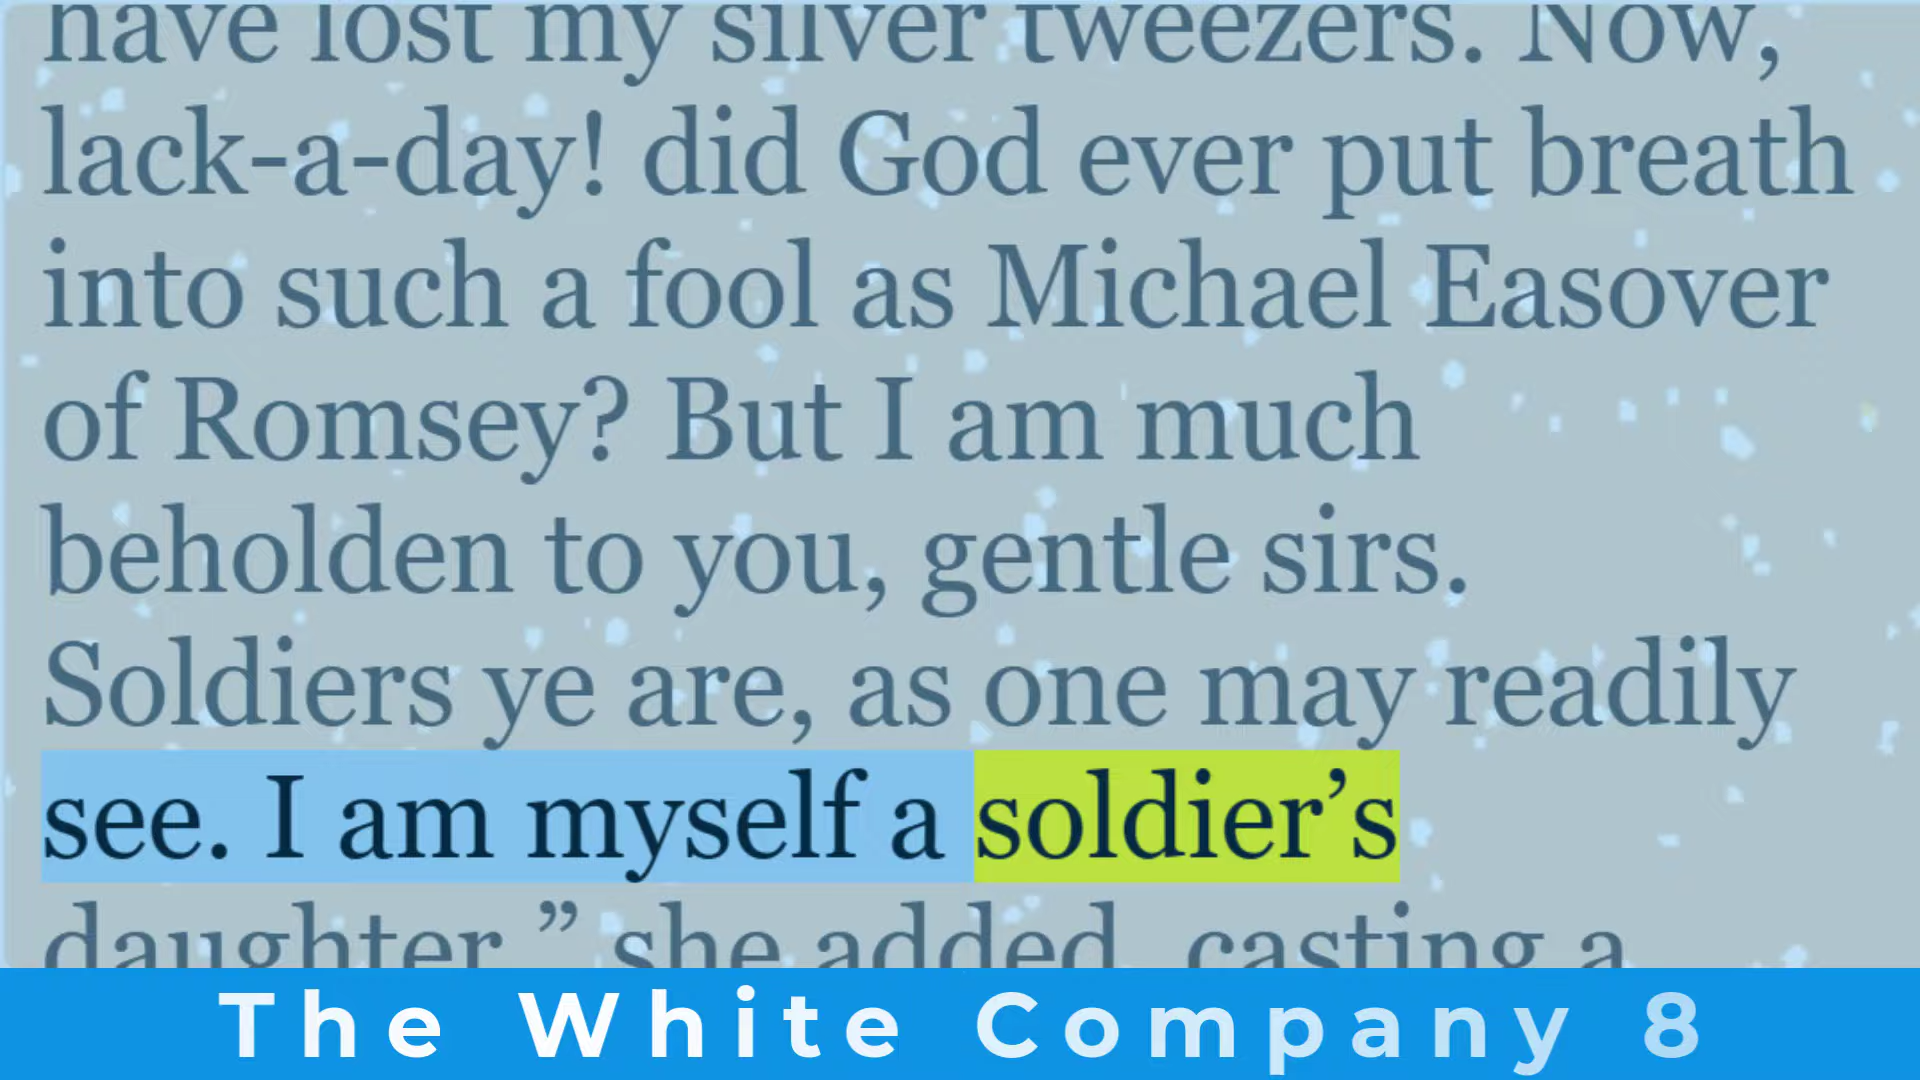 have lost my silver tweezers. Now,
lack-a-day! did God ever put breath
into such a fool as Michael Easover
of Romsey? But I am much
beholden to you, gentle sirs.
Soldiers ye are, as one may readily
see. I am myself a soldier’s
daughter,” she added, casting a
The White Company 8